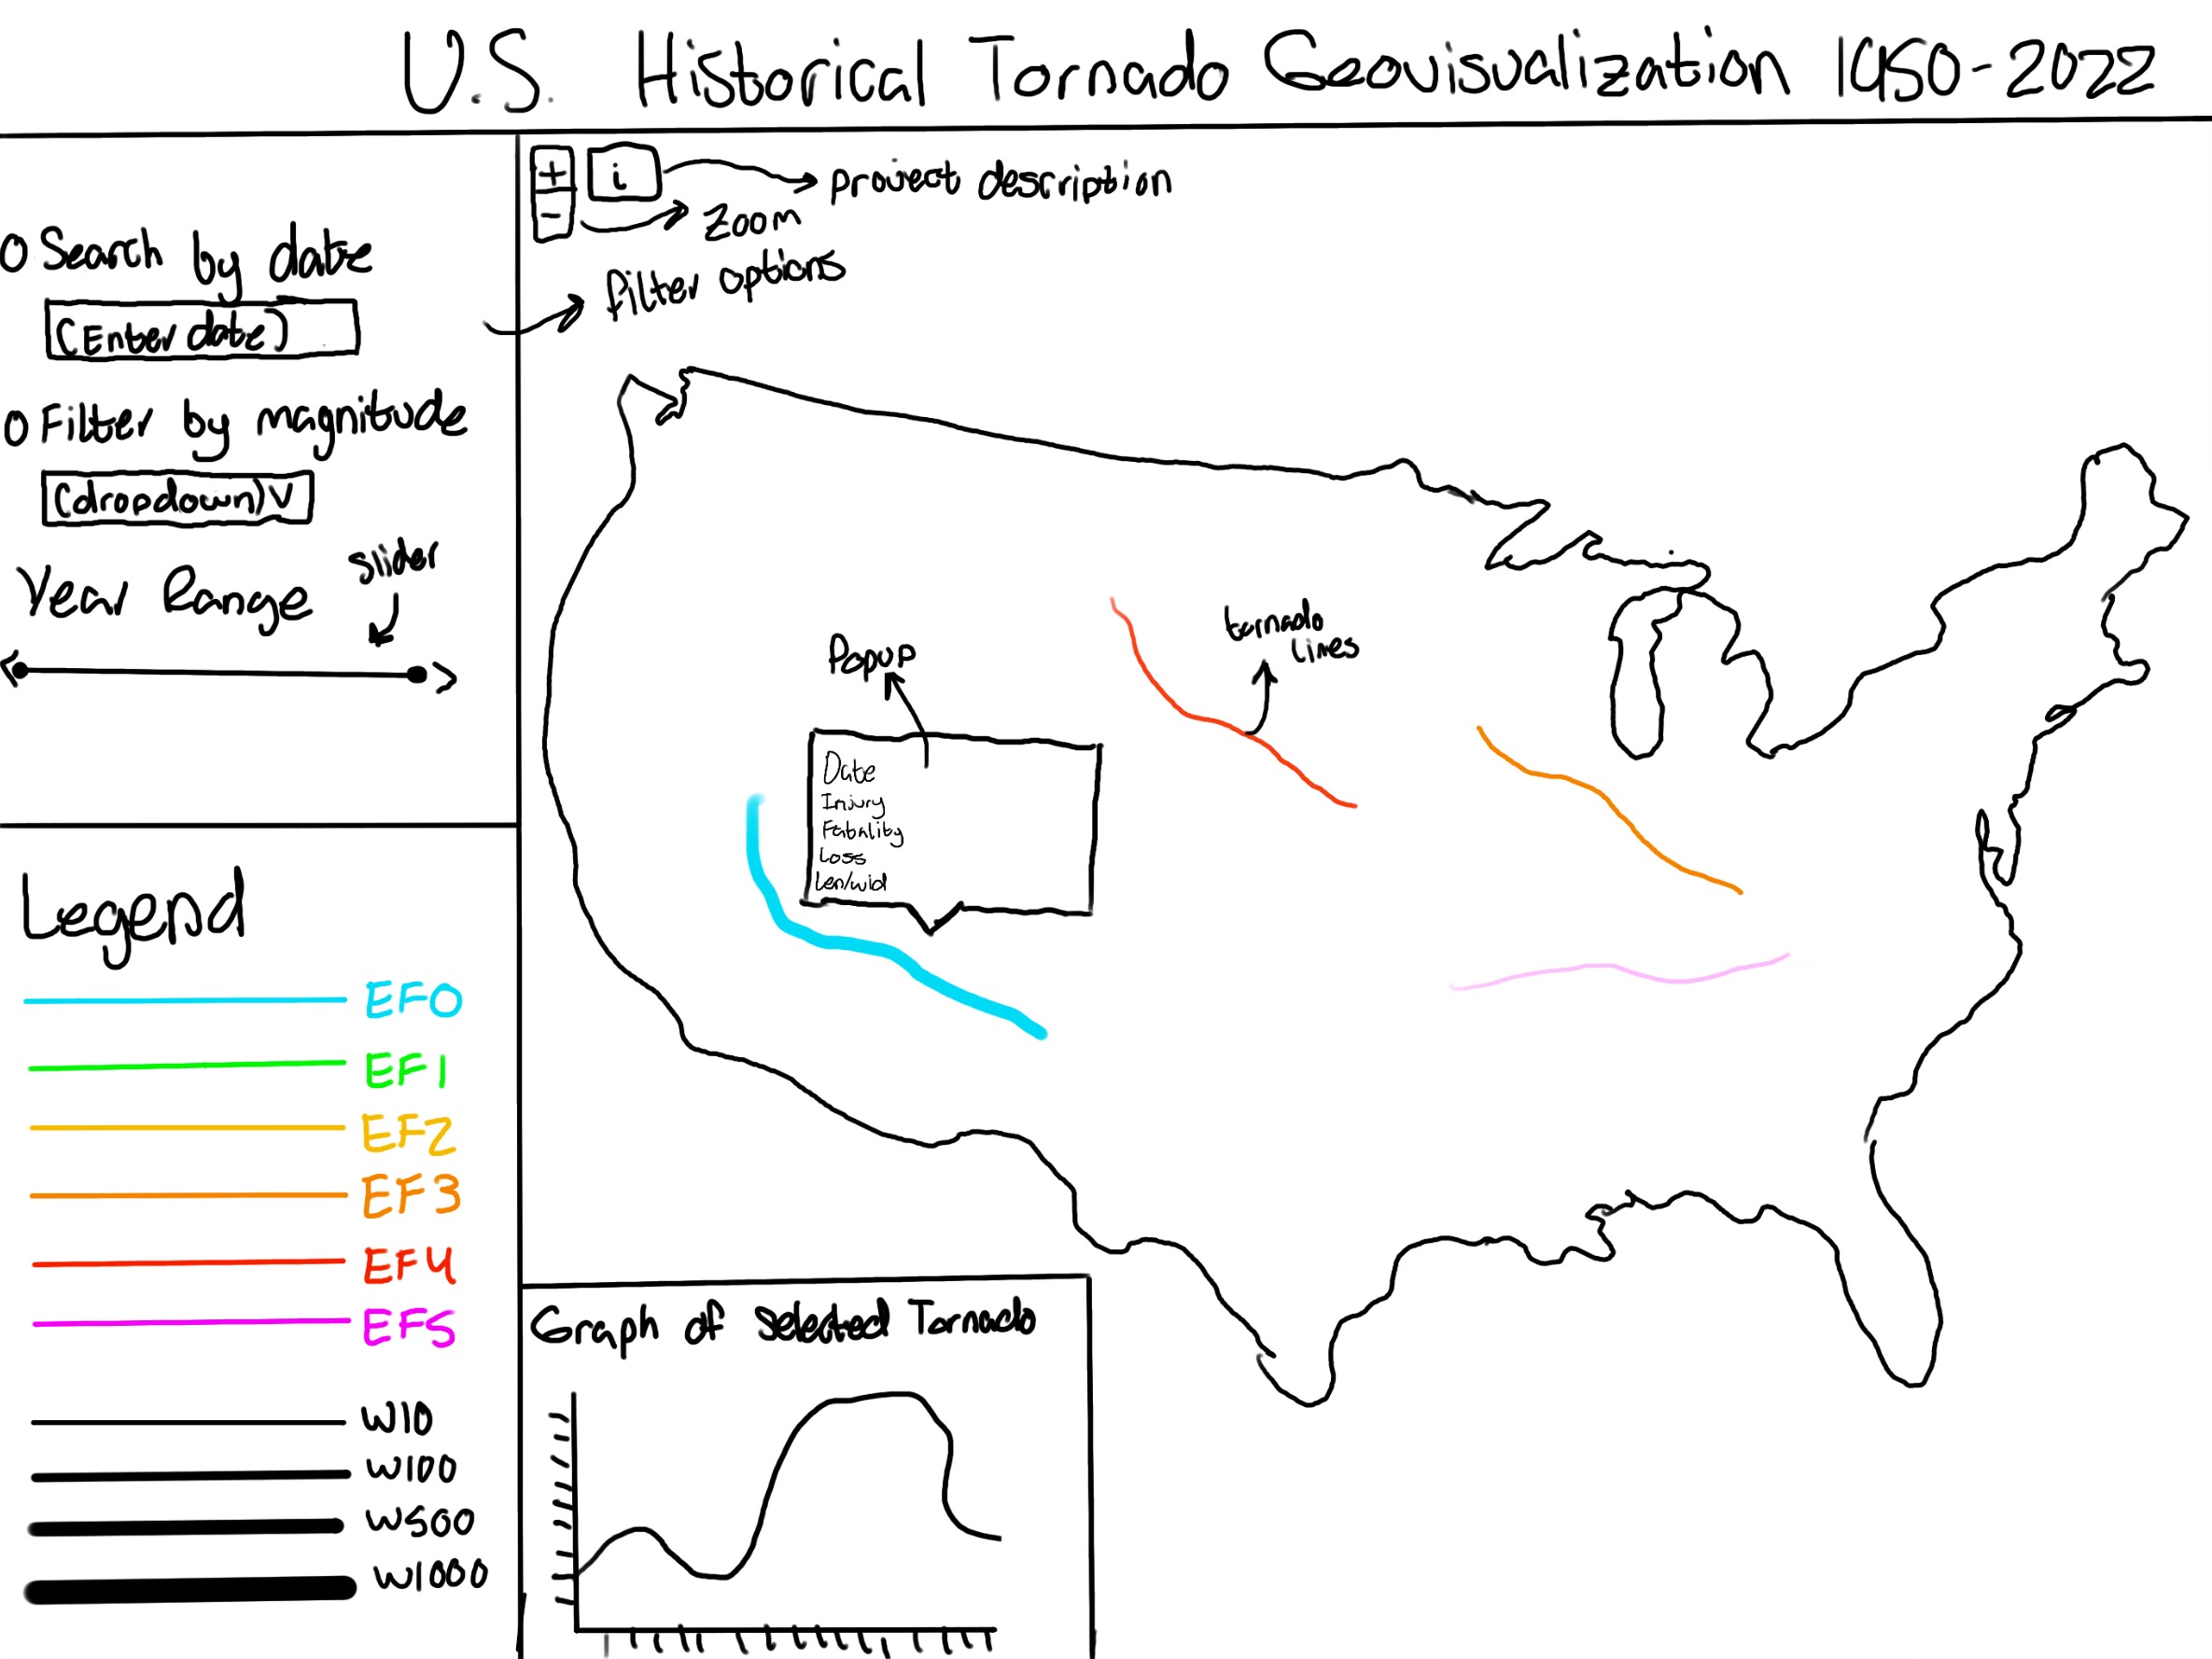 U.S. Historical Tornado Geovisualization 1950-2022
+
-
i
project description
zoom
filter options
Search by date
(Enter date)
Filter by magnitude
(dropdown) V
Year Range
slider
Popup
Date
Injury
Fatality
Loss
Len/wid
tornado
lines
Legend
EF0
EF1
EF2
EF3
EF4
EF5
W10
W100
W500
W1000
Graph of Selected Tornado